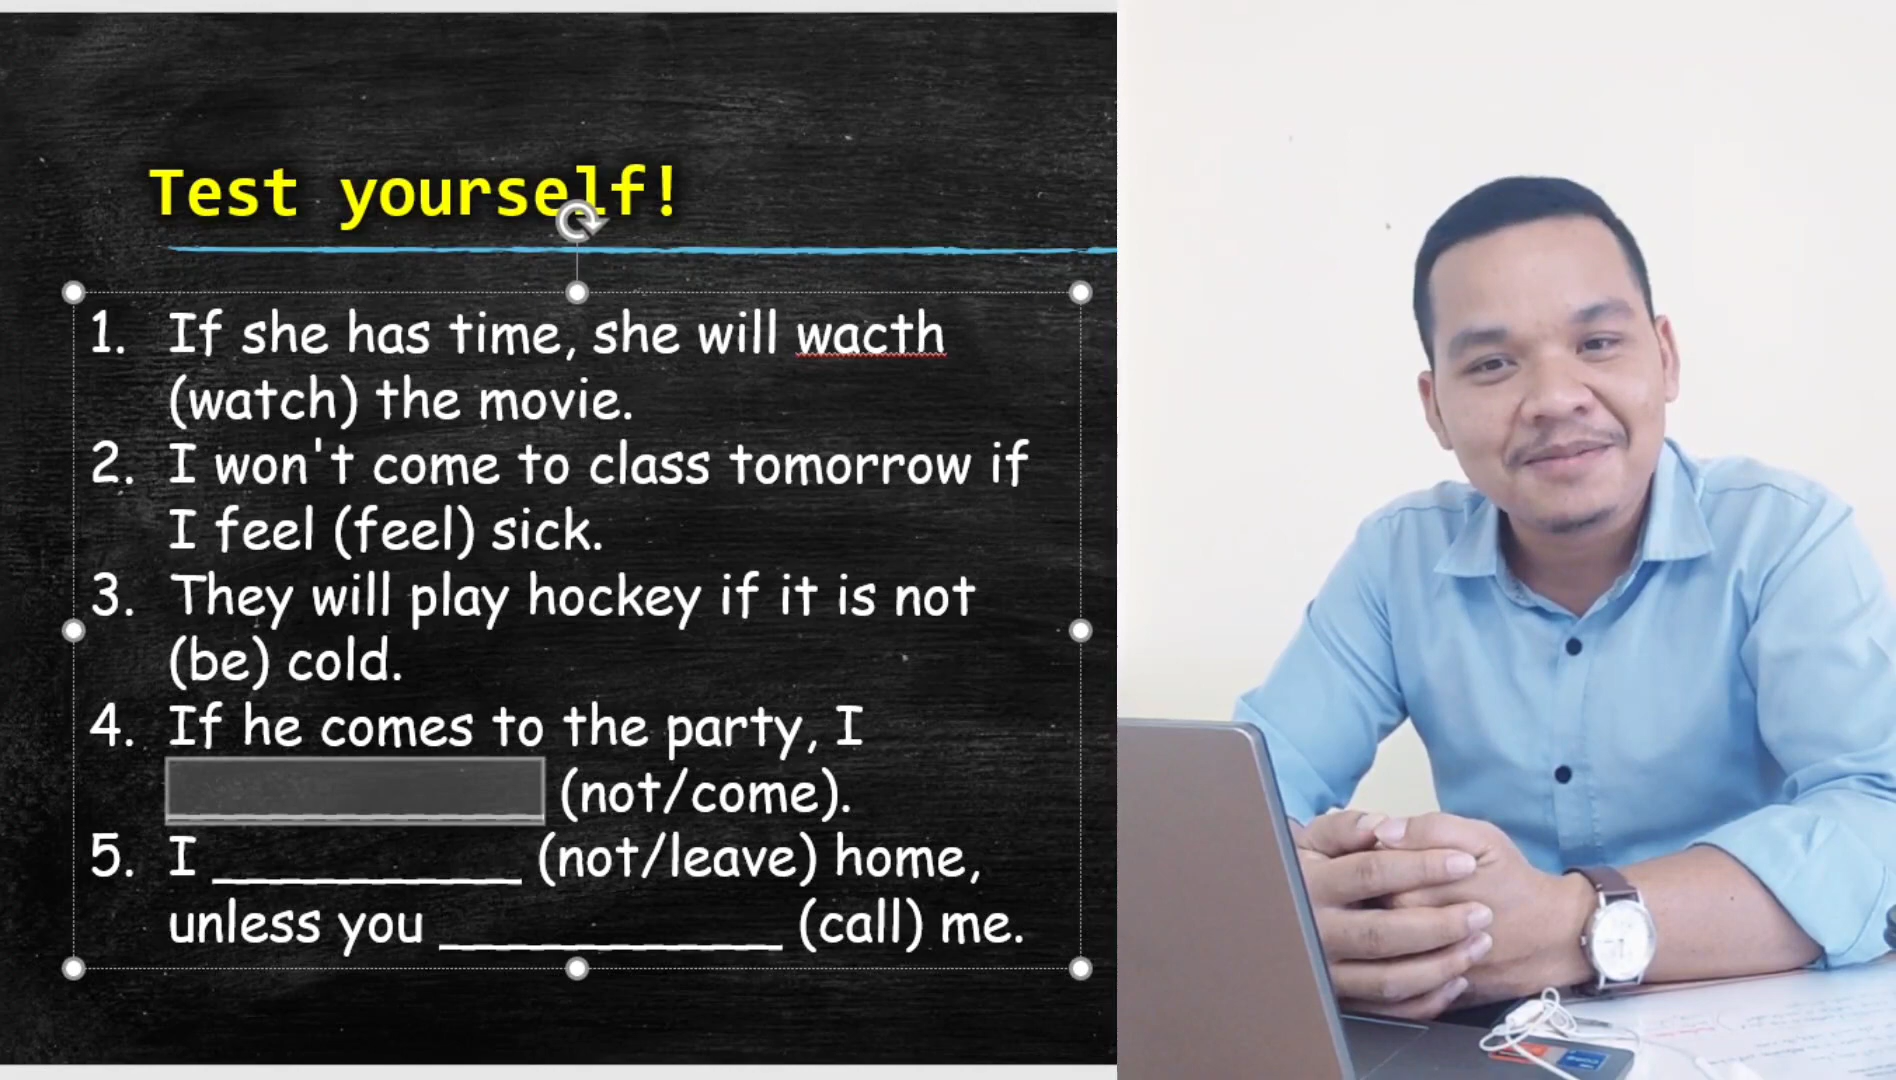 Test yourself!
1. If she has time, she will wacth
(watch) the movie.
2. I won't come to class tomorrow if
I feel (feel) sick.
3. They will play hockey if it is not
(be) cold.
4. If he comes to the party, I
___________ (not/come).
5. I _________ (not/leave) home,
unless you __________ (call) me.